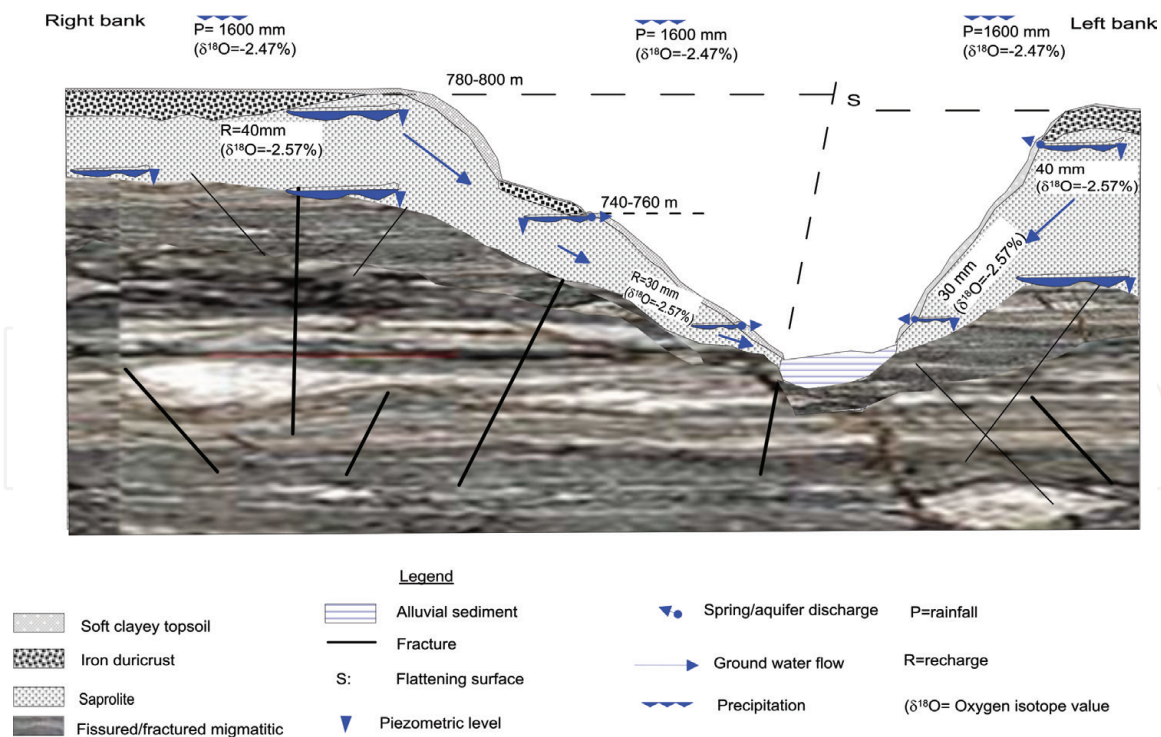 Right bank
P= 1600 mm
(δ¹⁸O=-2.47%)
P= 1600 mm
(δ¹⁸O=-2.47%)
P=1600 mm
(δ¹⁸O=-2.47%)
Left bank
780-800 m
S
R=40mm
(δ¹⁸O=-2.57%)
40 mm
(δ¹⁸O=-2.57%)
740-760 m
R=30 mm
(δ¹⁸O=-2.57%)
30 mm
(δ¹⁸O=-2.57%)
Legend
Soft clayey topsoil
Iron duricrust
Saprolite
Fissured/fractured migmatitic
Alluvial sediment
Fracture
S: Flattening surface
Piezometric level
Spring/aquifer discharge
Ground water flow
Precipitation
P=rainfall
R=recharge
(δ¹⁸O= Oxygen isotope value